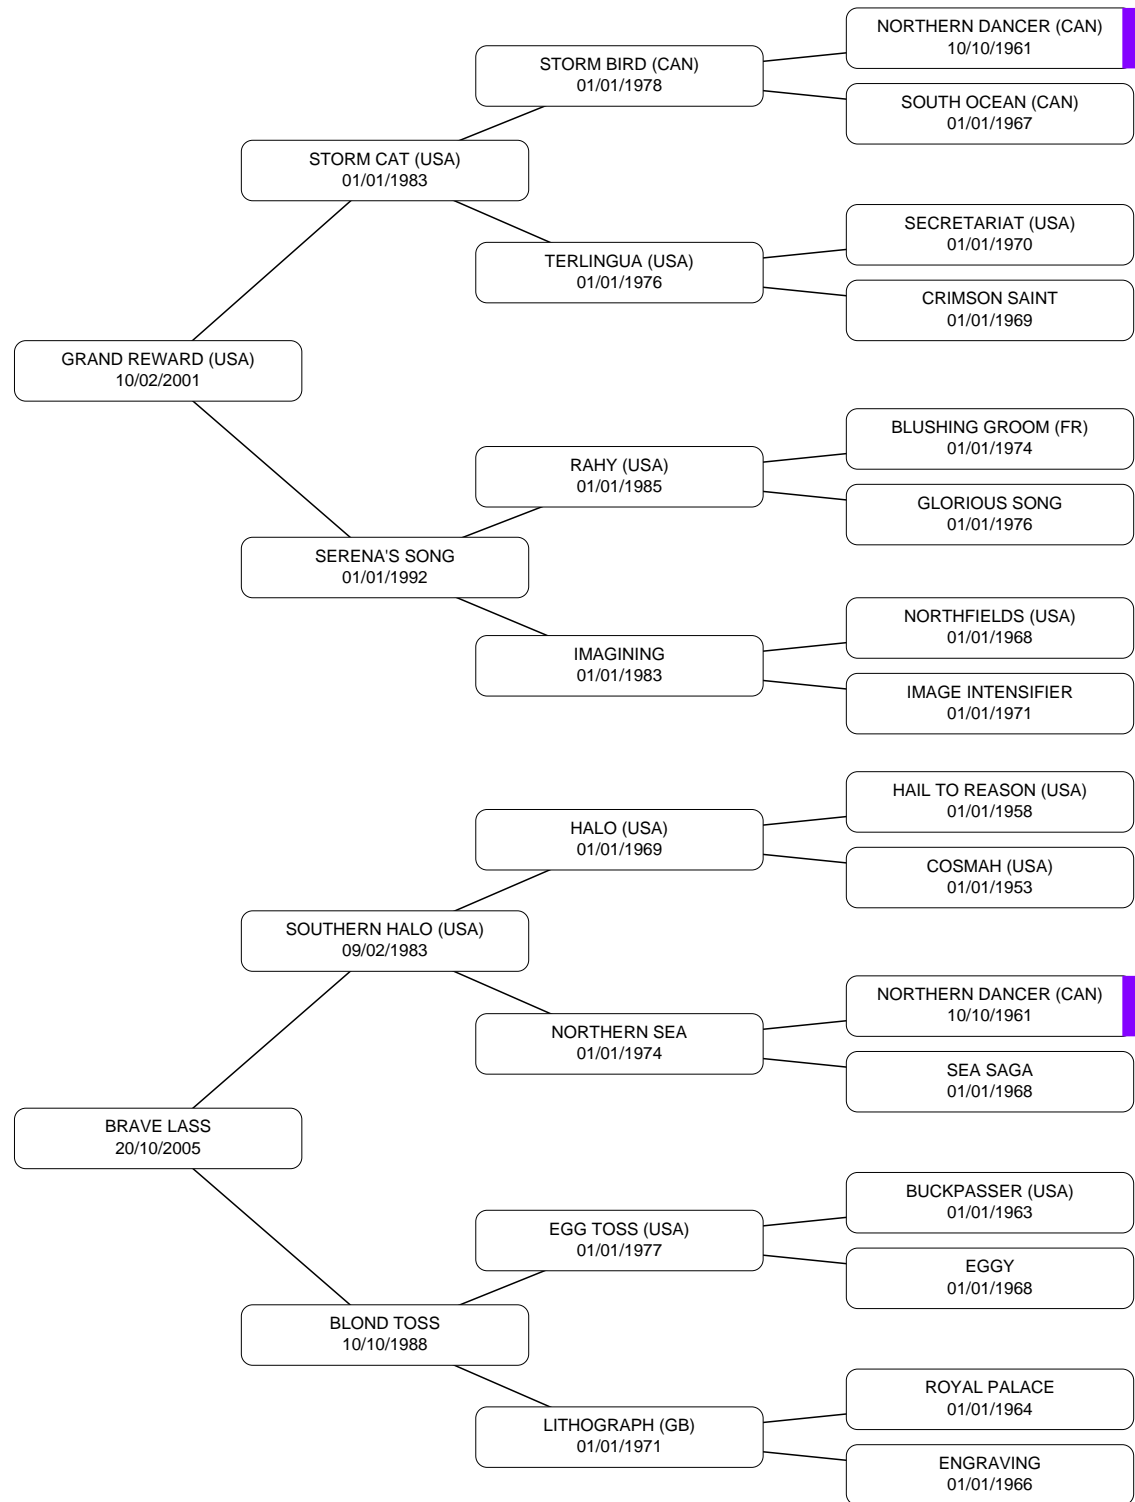 NORTHERN DANCER (CAN)
10/10/1961
STORM BIRD (CAN)
01/01/1978
SOUTH OCEAN (CAN)
01/01/1967
STORM CAT (USA)
01/01/1983
SECRETARIAT (USA)
01/01/1970
TERLINGUA (USA)
01/01/1976
CRIMSON SAINT
01/01/1969
GRAND REWARD (USA)
10/02/2001
BLUSHING GROOM (FR)
01/01/1974
RAHY (USA)
01/01/1985
GLORIOUS SONG
01/01/1976
SERENA'S SONG
01/01/1992
NORTHFIELDS (USA)
01/01/1968
IMAGINING
01/01/1983
IMAGE INTENSIFIER
01/01/1971
HAIL TO REASON (USA)
01/01/1958
HALO (USA)
01/01/1969
COSMAH (USA)
01/01/1953
SOUTHERN HALO (USA)
09/02/1983
NORTHERN DANCER (CAN)
10/10/1961
NORTHERN SEA
01/01/1974
SEA SAGA
01/01/1968
BRAVE LASS
20/10/2005
BUCKPASSER (USA)
01/01/1963
EGG TOSS (USA)
01/01/1977
EGGY
01/01/1968
BLOND TOSS
10/10/1988
ROYAL PALACE
01/01/1964
LITHOGRAPH (GB)
01/01/1971
ENGRAVING
01/01/1966